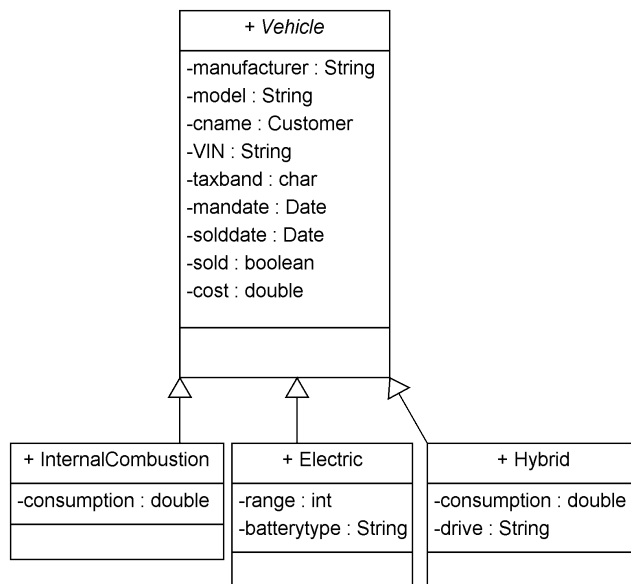 + Vehicle
-manufacturer : String
-model : String
-cname : Customer
-VIN : String
-taxband : char
-mandate : Date
-solddate : Date
-sold : boolean
-cost : double
+ InternalCombustion
-consumption : double
+ Electric
-range : int
-batterytype : String
+ Hybrid
-consumption : double
-drive : String